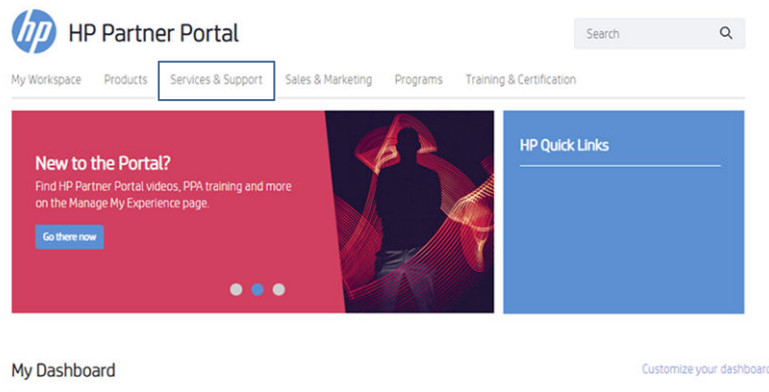 hp HP Partner Portal
Search
My Workspace Products Services & Support Sales & Marketing Programs Training & Certification
New to the Portal?
Find HP Partner Portal videos, PPA training and more
on the Manage My Experience page.
Go there now
HP Quick Links
My Dashboard
Customize your dashboard